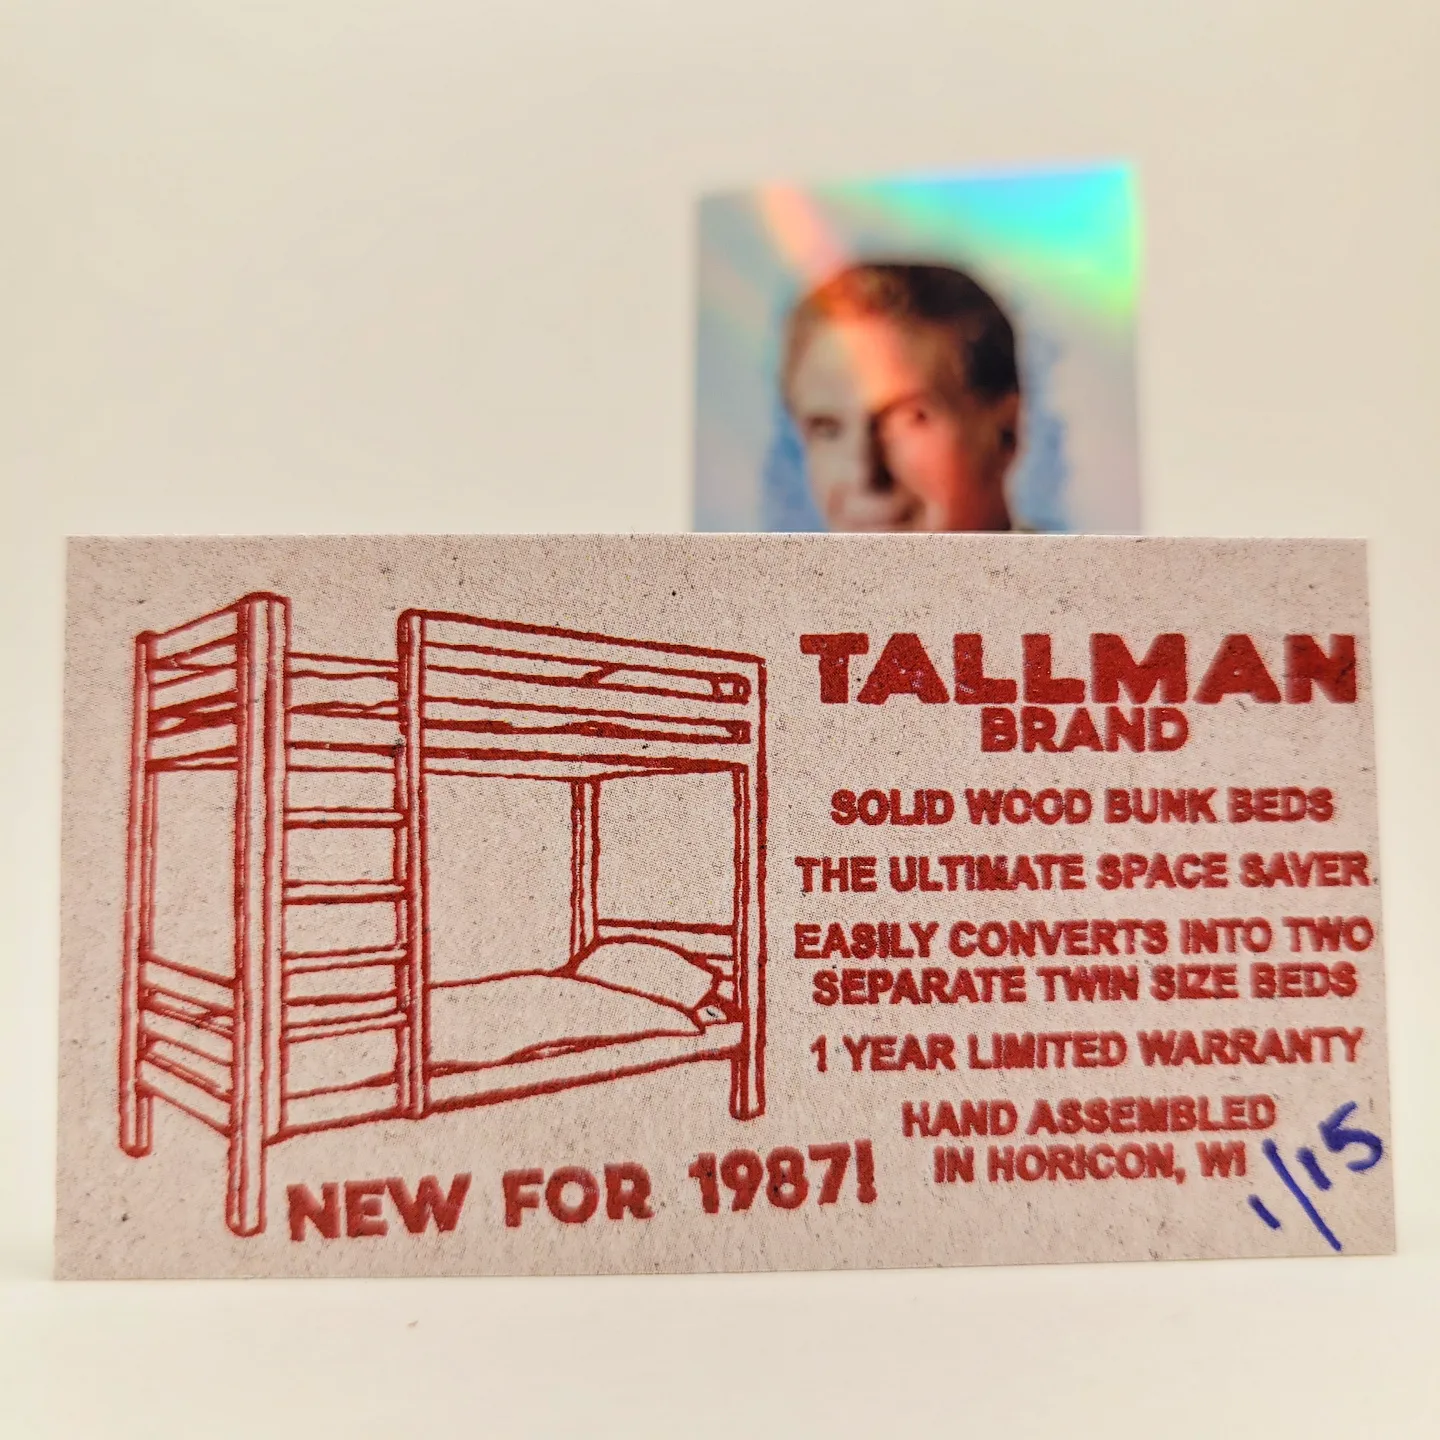 TALLMAN
BRAND
SOLID WOOD BUNK BEDS
THE ULTIMATE SPACE SAVER
EASILY CONVERTS INTO TWO
SEPARATE TWIN SIZE BEDS
1 YEAR LIMITED WARRANTY
HAND ASSEMBLED
IN HORICON, WI
NEW FOR 1987!
1/15